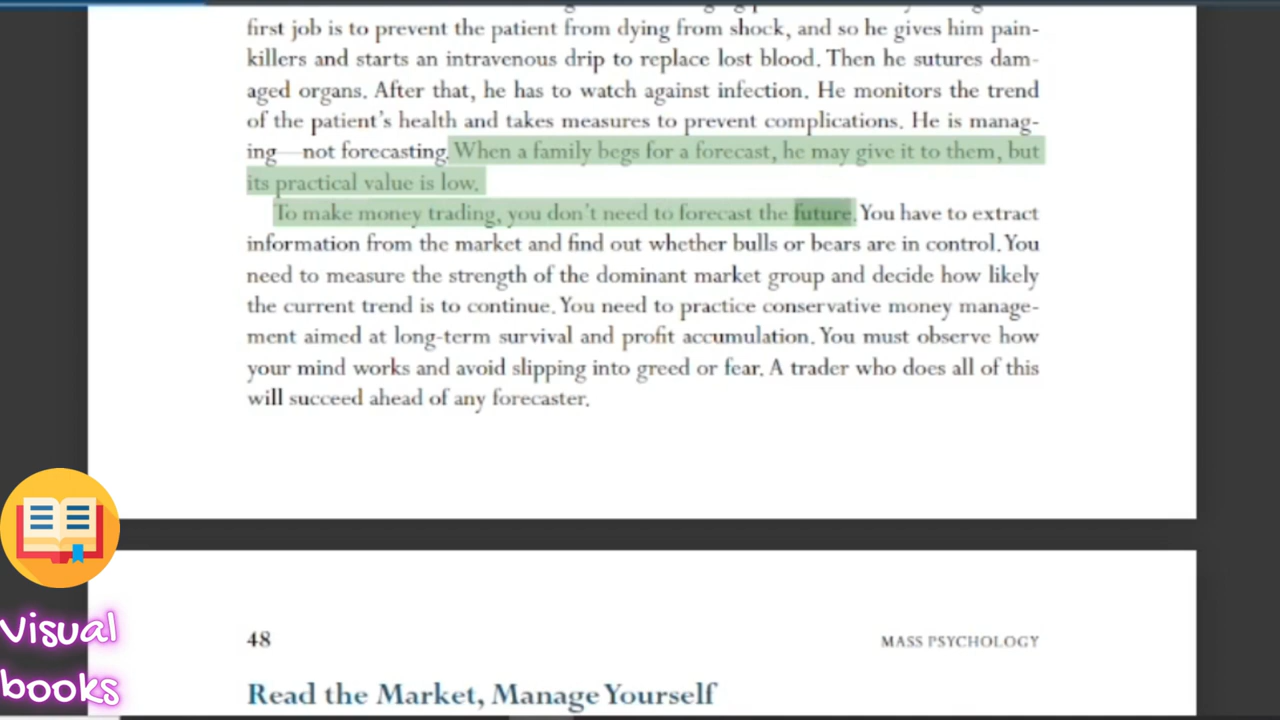 first job is to prevent the patient from dying from shock, and so he gives him pain-
killers and starts an intravenous drip to replace lost blood. Then he sutures dam-
aged organs. After that, he has to watch against infection. He monitors the trend
of the patient's health and takes measures to prevent complications. He is manag-
ing—not forecasting. When a family begs for a forecast, he may give it to them, but
its practical value is low.
To make money trading, you don't need to forecast the future. You have to extract
information from the market and find out whether bulls or bears are in control. You
need to measure the strength of the dominant market group and decide how likely
the current trend is to continue. You need to practice conservative money manage-
ment aimed at long-term survival and profit accumulation. You must observe how
your mind works and avoid slipping into greed or fear. A trader who does all of this
will succeed ahead of any forecaster.
Visual
books
48 MASS PSYCHOLOGY
Read the Market, Manage Yourself